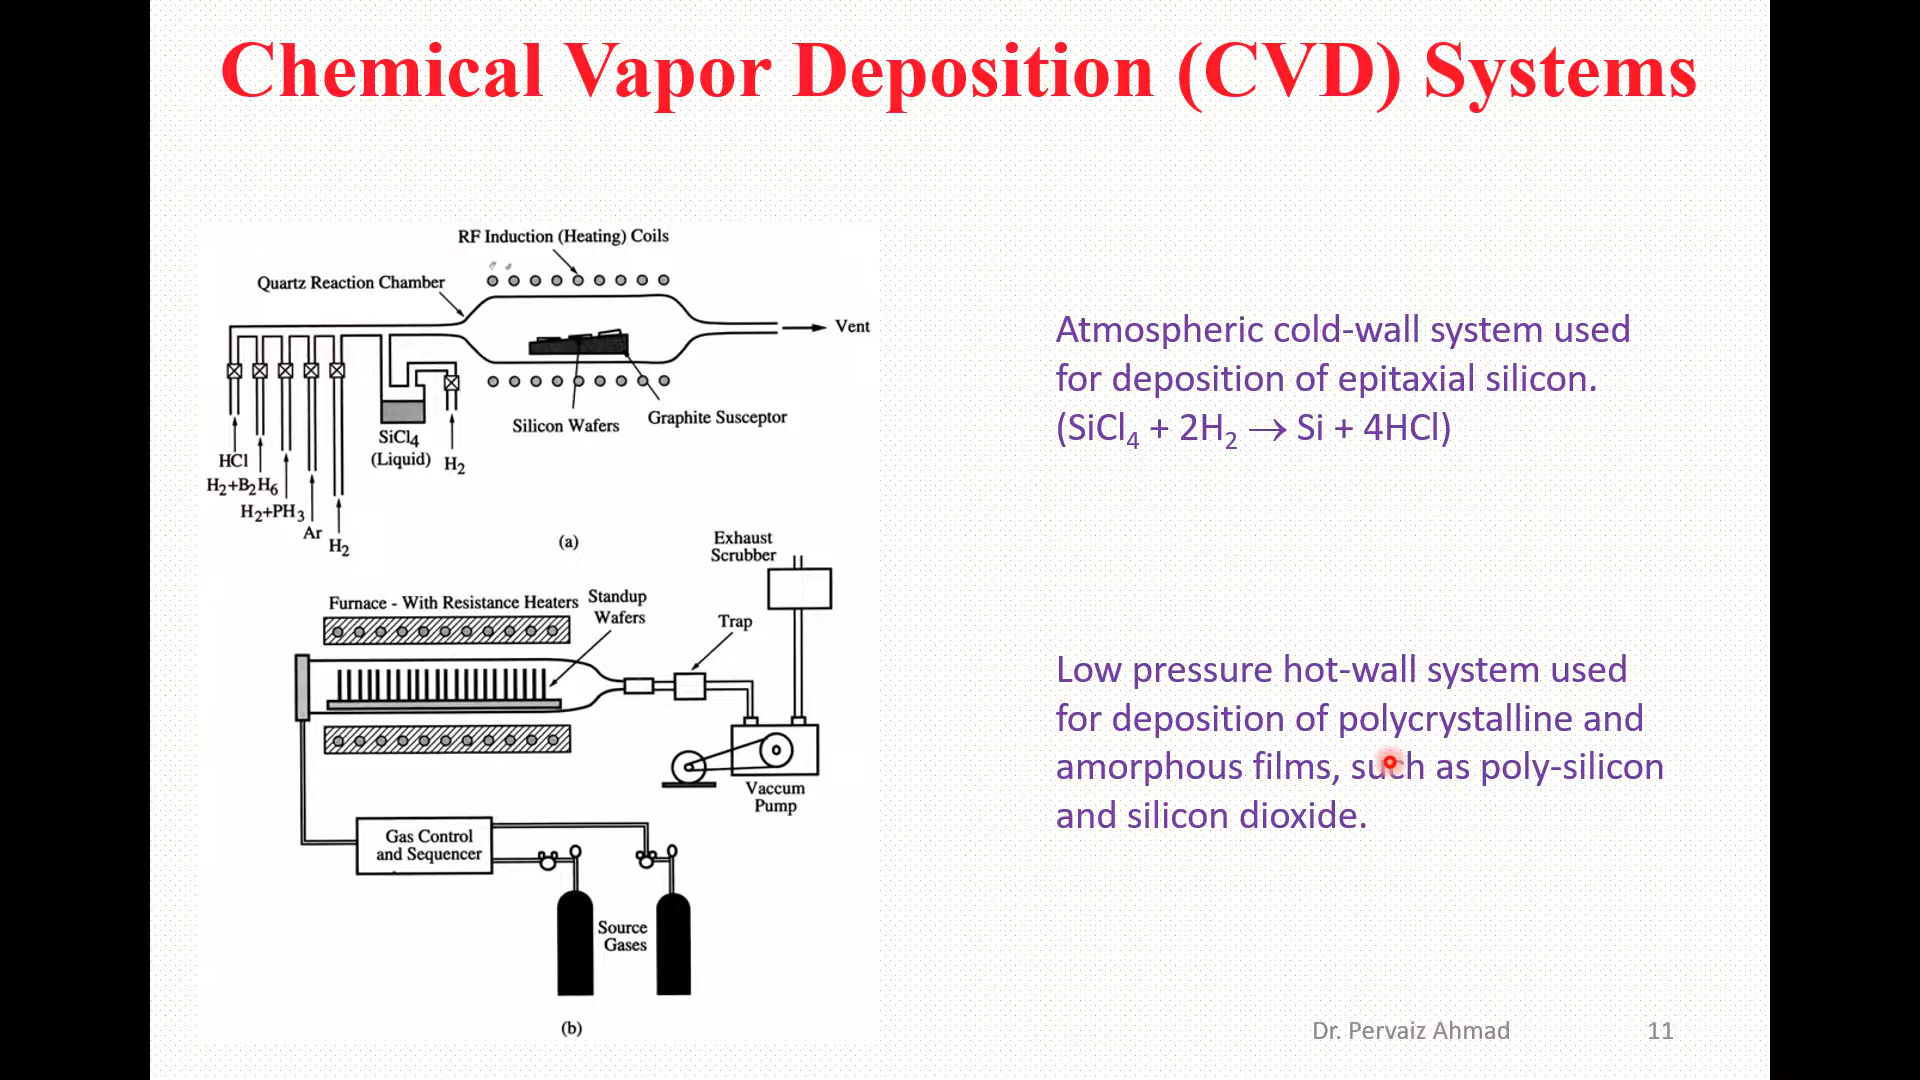 Chemical Vapor Deposition (CVD) Systems
RF Induction (Heating) Coils
Quartz Reaction Chamber
Vent
Silicon Wafers
Graphite Susceptor
SiCl4
(Liquid)
H2
HCl
H2+B2H6
H2+PH3
Ar
H2
(a)
Atmospheric cold-wall system used
for deposition of epitaxial silicon.
(SiCl₄ + 2H₂ → Si + 4HCl)
Exhaust
Scrubber
Furnace - With Resistance Heaters
Standup
Wafers
Trap
Vaccum
Pump
Gas Control
and Sequencer
Source
Gases
(b)
Low pressure hot-wall system used
for deposition of polycrystalline and
amorphous films, such as poly-silicon
and silicon dioxide.
Dr. Pervaiz Ahmad
11